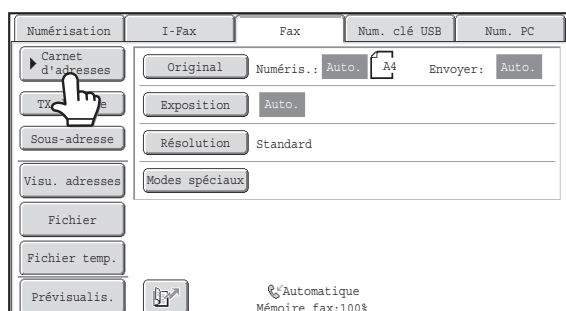 Numérisation I-Fax Fax Num. clé USB Num. PC
Carnet
d'adresses
Original Numéris.: Auto. A4 Envoyer: Auto.
Exposition Auto.
Sous-adresse
Résolution Standard
Visu. adresses
Modes spéciaux
Fichier
Fichier temp.
Prévisualis.
Automatique
Mémoire fax:100%